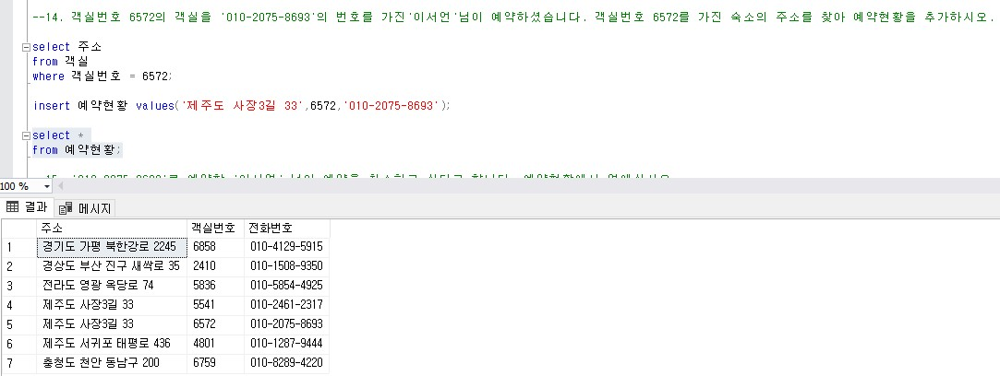 --14. 객실번호 6572의 객실을 '010-2075-8693'의 번호를 가진'이서언'님이 예약하셨습니다. 객실번호 6572를 가진 숙소의 주소를 찾아 예약현황을 추가하시오.
select 주소
from 객실
where 객실번호 = 6572;
insert 예약현황 values('제주도 사장3길 33',6572,'010-2075-8693');
select *
from 예약현황;
100 %
결과 메시지
주소 객실번호 전화번호
1 경기도 가평 북한강로 2245 6858 010-4129-5915
2 경상도 부산 진구 새싹로 35 2410 010-1508-9350
3 전라도 영광 옥당로 74 5836 010-5854-4925
4 제주도 사장3길 33 5541 010-2461-2317
5 제주도 사장3길 33 6572 010-2075-8693
6 제주도 서귀포 태평로 436 4801 010-1287-9444
7 충청도 천안 동남구 200 6759 010-8289-4220